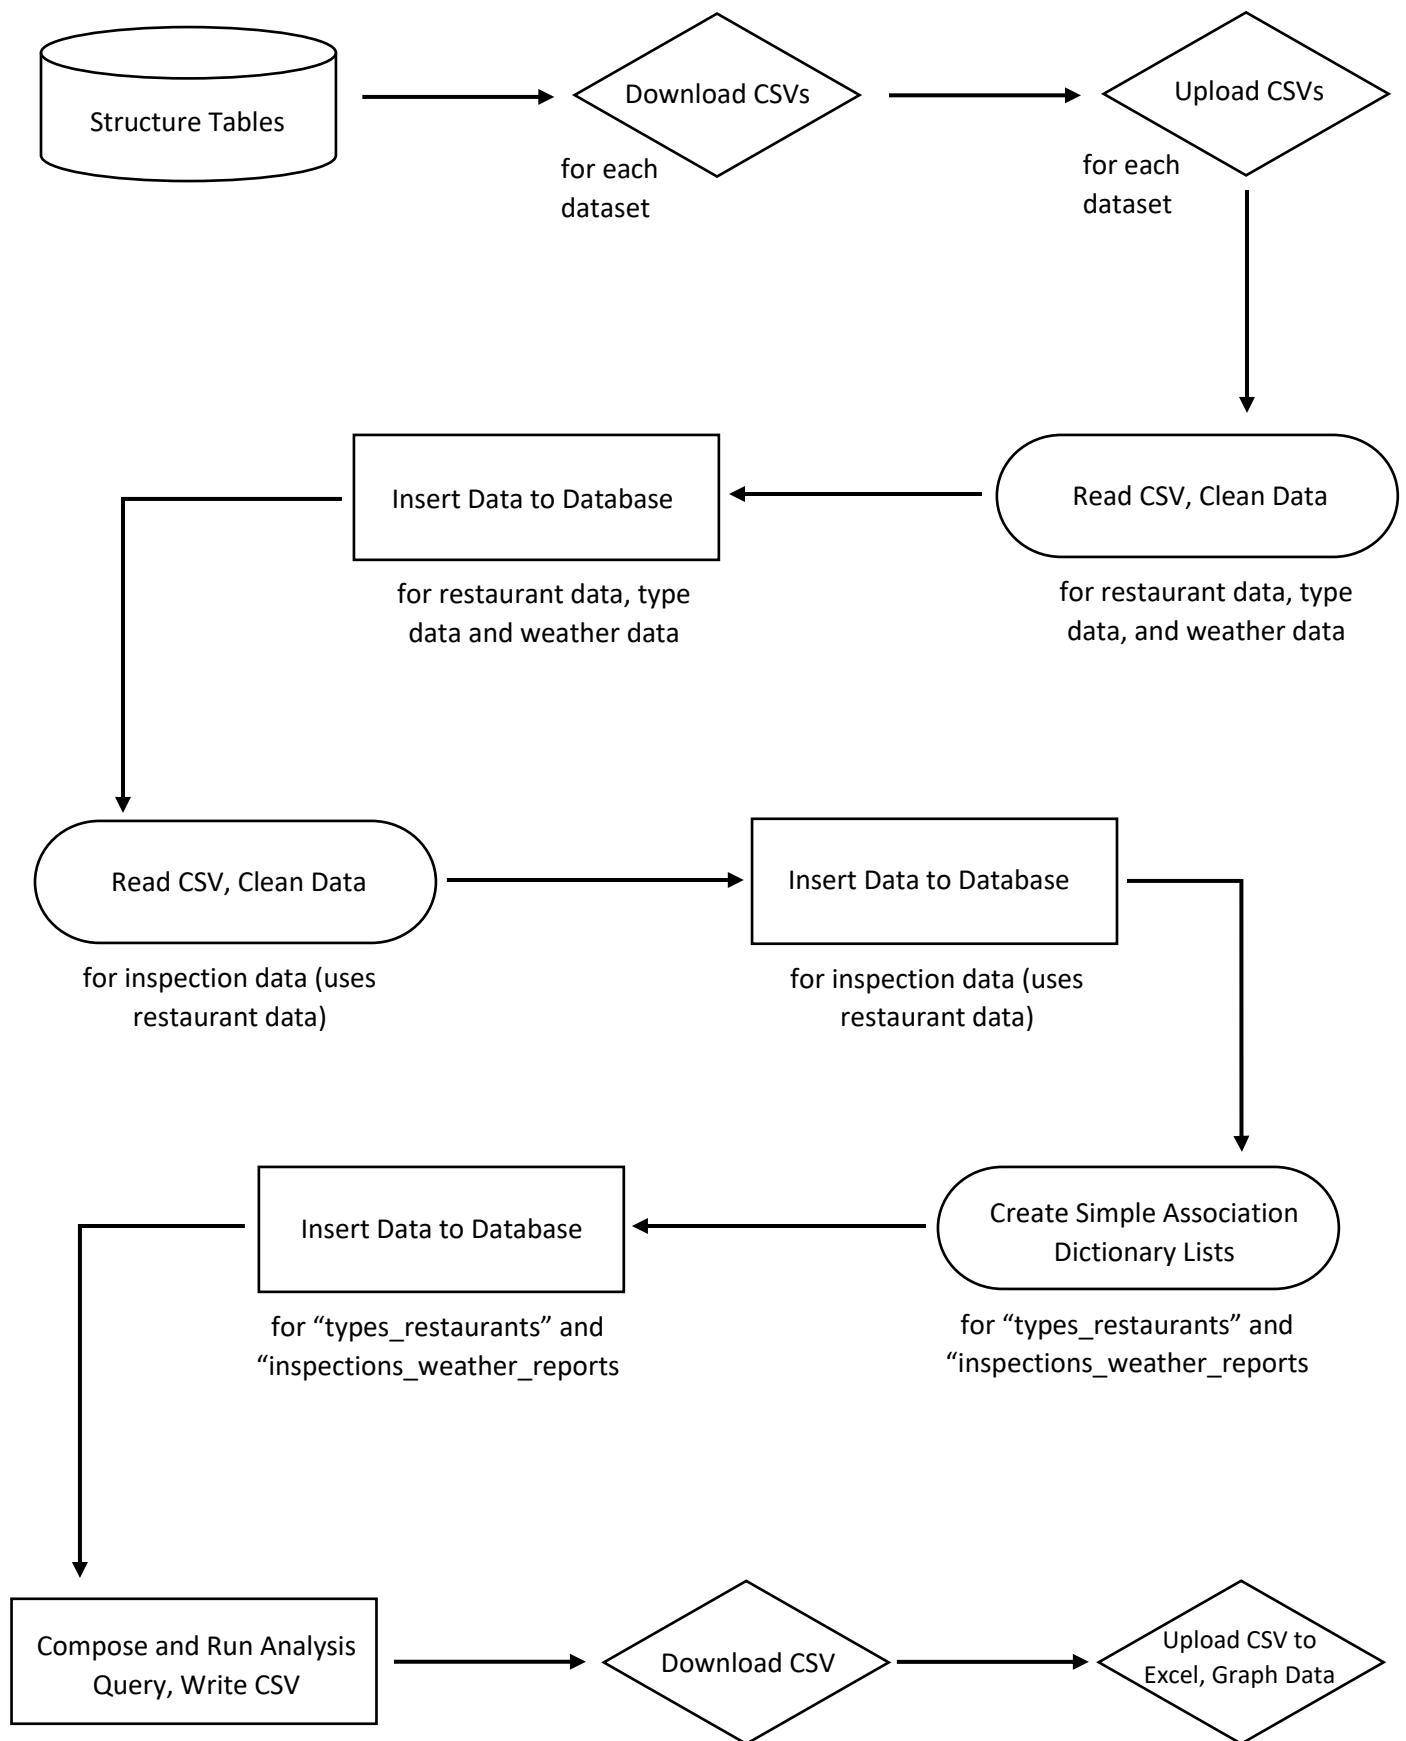 Structure Tables
Download CSVs
for each
dataset
Upload CSVs
for each
dataset
Read CSV, Clean Data
for restaurant data, type
data, and weather data
Insert Data to Database
for restaurant data, type
data and weather data
Read CSV, Clean Data
for inspection data (uses
restaurant data)
Insert Data to Database
for inspection data (uses
restaurant data)
Create Simple Association
Dictionary Lists
for “types_restaurants” and
“inspections_weather_reports
Insert Data to Database
for “types_restaurants” and
“inspections_weather_reports
Compose and Run Analysis
Query, Write CSV
Download CSV
Upload CSV to
Excel, Graph Data